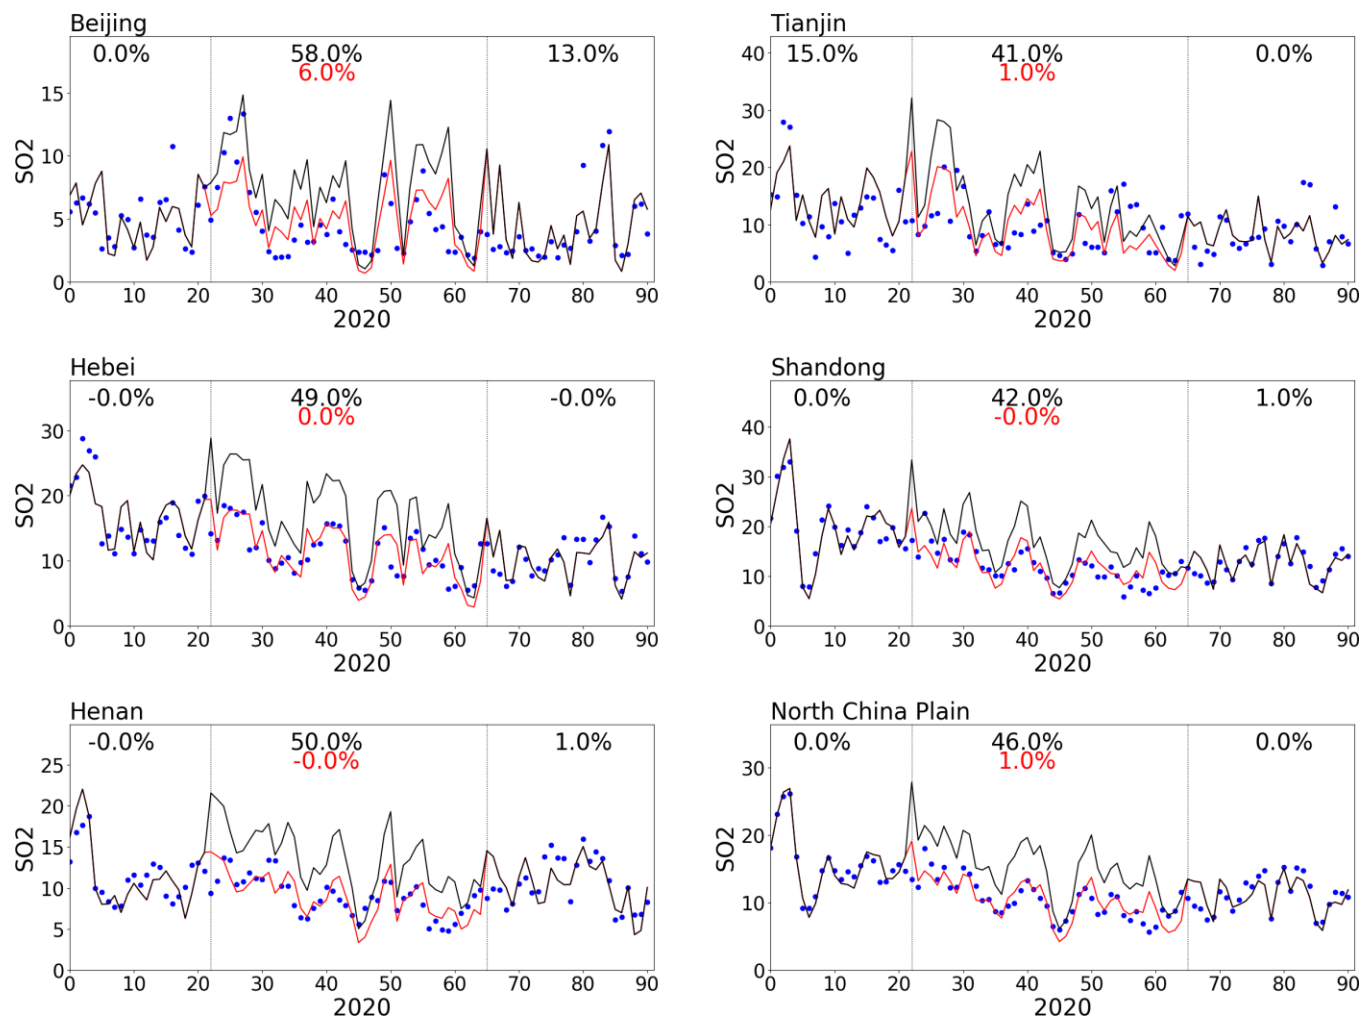 Beijing
0.0% 58.0% 13.0%
6.0%
15
10
5
0
SO2
0 10 20 30 40 50 60 70 80 90
2020
Tianjin
15.0% 41.0% 0.0%
1.0%
40
30
20
10
0
SO2
0 10 20 30 40 50 60 70 80 90
2020
Hebei
-0.0% 49.0% -0.0%
0.0%
30
20
10
0
SO2
0 10 20 30 40 50 60 70 80 90
2020
Shandong
0.0% 42.0% 1.0%
-0.0%
40
30
20
10
0
SO2
0 10 20 30 40 50 60 70 80 90
2020
Henan
-0.0% 50.0% 1.0%
-0.0%
25
20
15
10
5
0
SO2
0 10 20 30 40 50 60 70 80 90
2020
North China Plain
0.0% 46.0% 0.0%
1.0%
30
20
10
0
SO2
0 10 20 30 40 50 60 70 80 90
2020